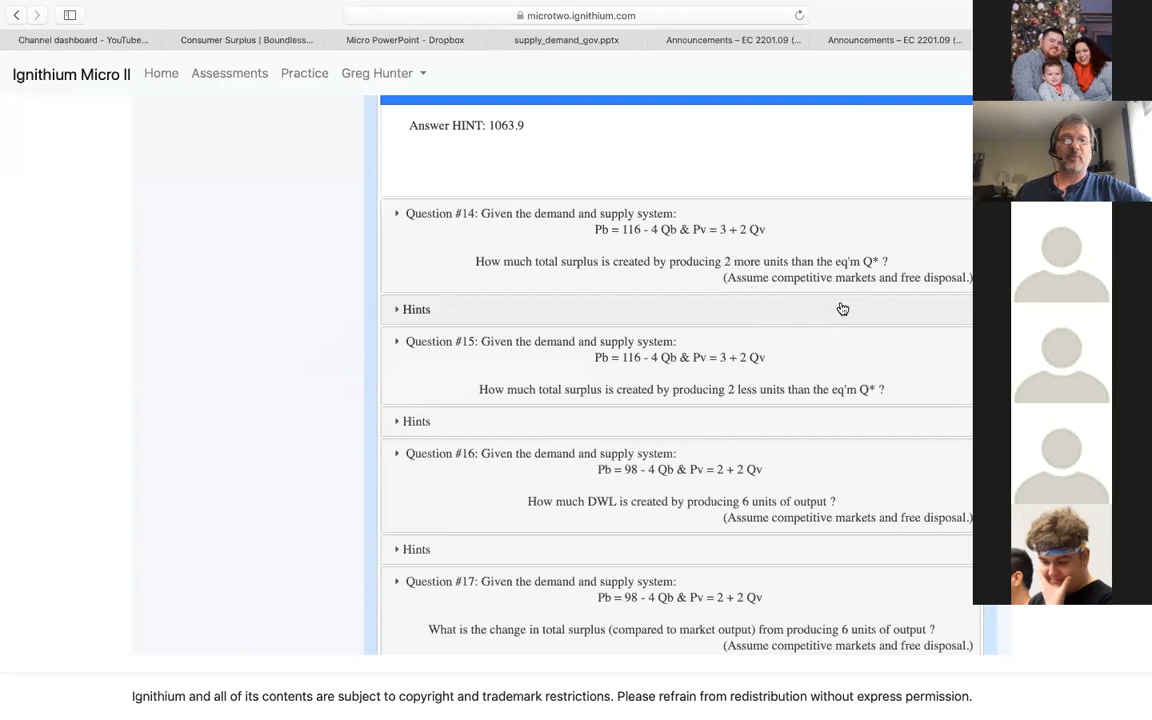 microtwo.ignithium.com
Channel dashboard - YouTube...
Consumer Surplus | Boundless...
Micro PowerPoint - Dropbox
supply_demand_gov.pptx
Announcements – EC 2201.09 (...
Announcements – EC 2201.09 (...
Ignithium Micro II Home Assessments Practice Greg Hunter
Answer HINT: 1063.9
Question #14: Given the demand and supply system:
Pb = 116 - 4 Qb & Pv = 3 + 2 Qv
How much total surplus is created by producing 2 more units than the eq'm Q* ?
(Assume competitive markets and free disposal.)
Hints
Question #15: Given the demand and supply system:
Pb = 116 - 4 Qb & Pv = 3 + 2 Qv
How much total surplus is created by producing 2 less units than the eq'm Q* ?
Hints
Question #16: Given the demand and supply system:
Pb = 98 - 4 Qb & Pv = 2 + 2 Qv
How much DWL is created by producing 6 units of output ?
(Assume competitive markets and free disposal.)
Hints
Question #17: Given the demand and supply system:
Pb = 98 - 4 Qb & Pv = 2 + 2 Qv
What is the change in total surplus (compared to market output) from producing 6 units of output ?
(Assume competitive markets and free disposal.)
Ignithium and all of its contents are subject to copyright and trademark restrictions. Please refrain from redistribution without express permission.